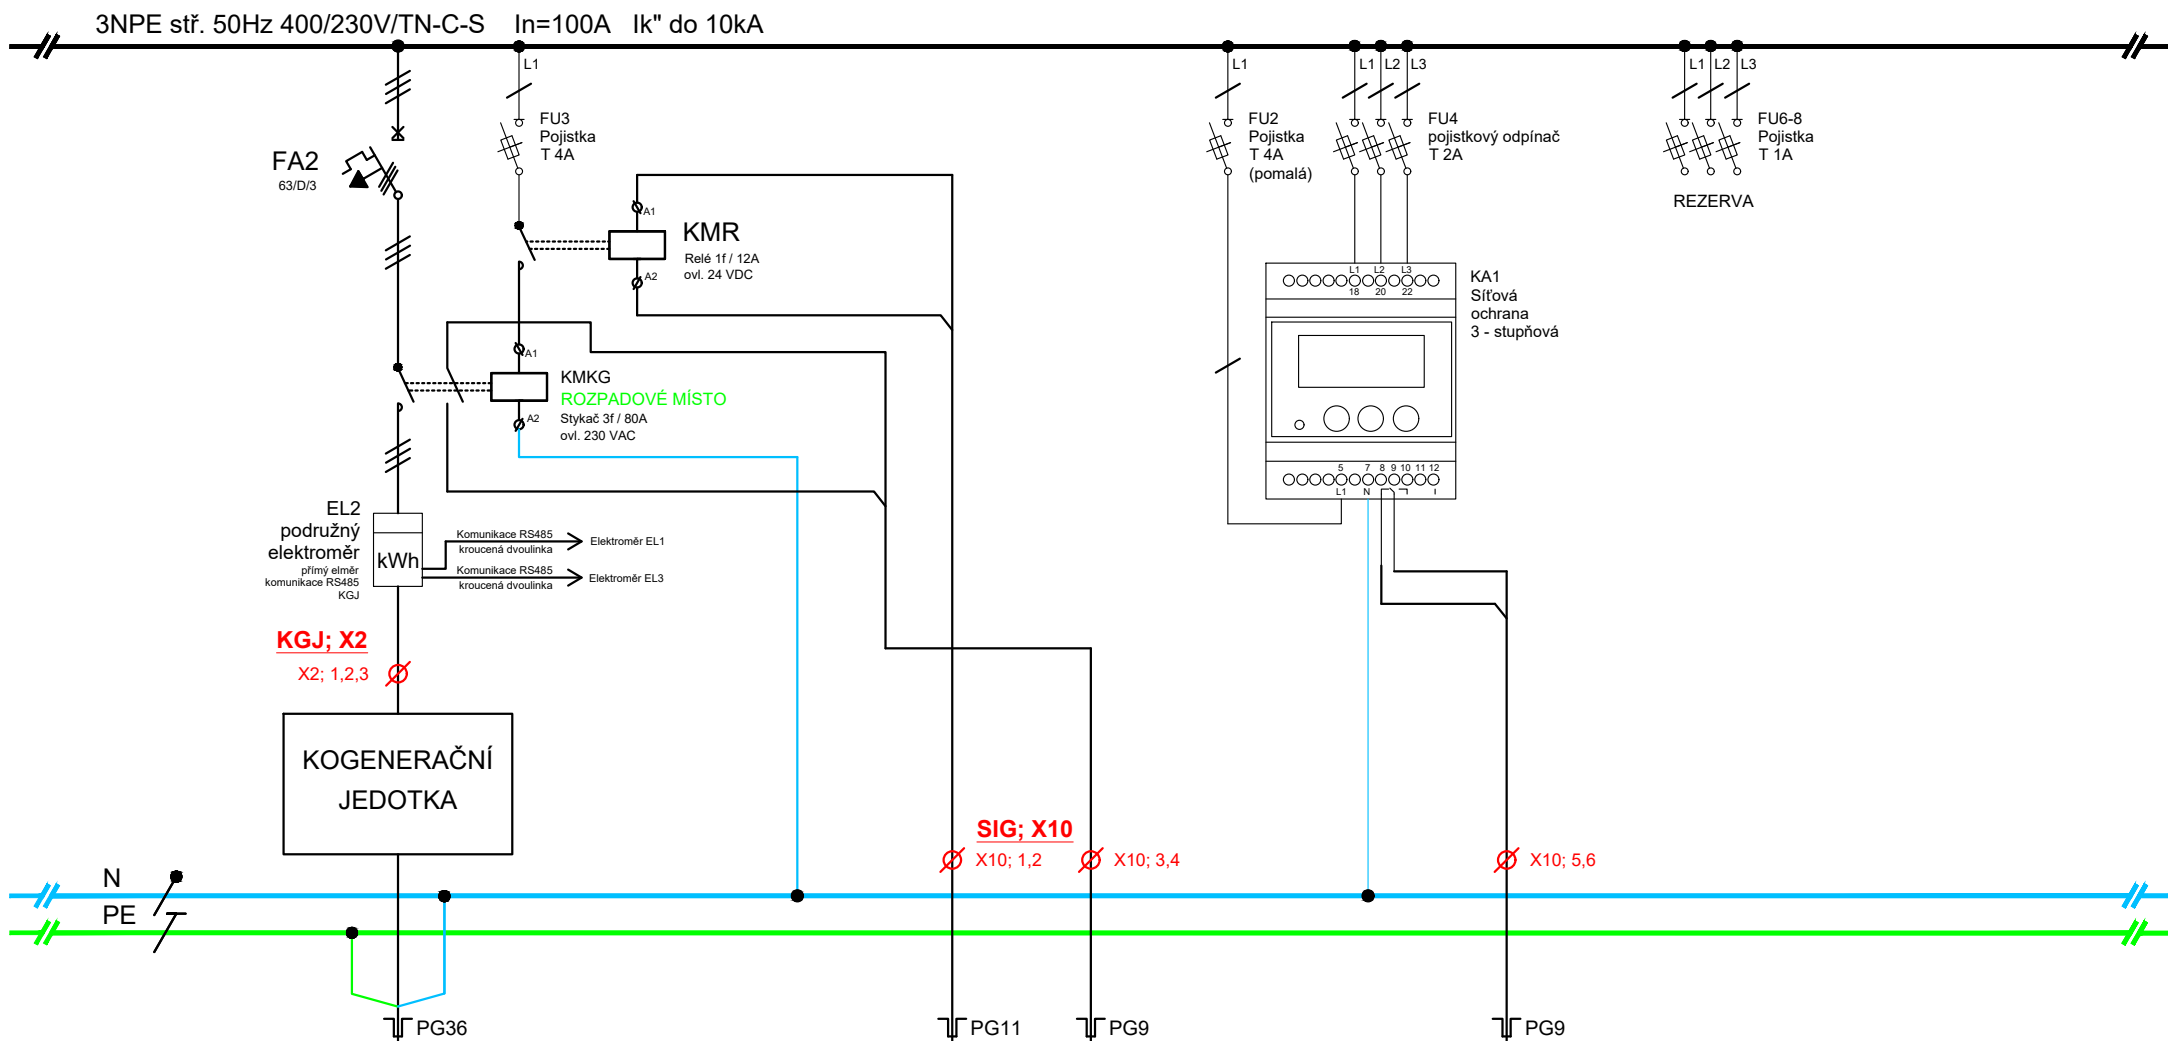 3NPE stř. 50Hz 400/230V/TN-C-S In=100A Ik" do 10kA
L1
L1
L1 L2 L3
L1 L2 L3
FA2
63/D/3
FU3
Pojistka
T 4A
FU2
Pojistka
T 4A
(pomalá)
FU4
pojistkový odpínač
T 2A
FU6-8
Pojistka
T 1A
REZERVA
A1
KMR
Relé 1f / 12A
ovl. 24 VDC
A2
L1 L2 L3
18 20 22
KA1
Síťová
ochrana
3 - stupňová
A1
KMKG
ROZPADOVÉ MÍSTO
Stykač 3f / 80A
ovl. 230 VAC
A2
5 7 8 9 10 11 12
L1 N
EL2
podružný
elektroměr
přímý elměr
komunikace RS485
KGJ
kWh
Komunikace RS485
kroucená dvoulinka
Elektroměr EL1
Komunikace RS485
kroucená dvoulinka
Elektroměr EL3
KGJ; X2
X2; 1,2,3
KOGENERAČNÍ
JEDOTKA
SIG; X10
X10; 1,2
X10; 3,4
X10; 5,6
N
PE
PG36
PG11
PG9
PG9